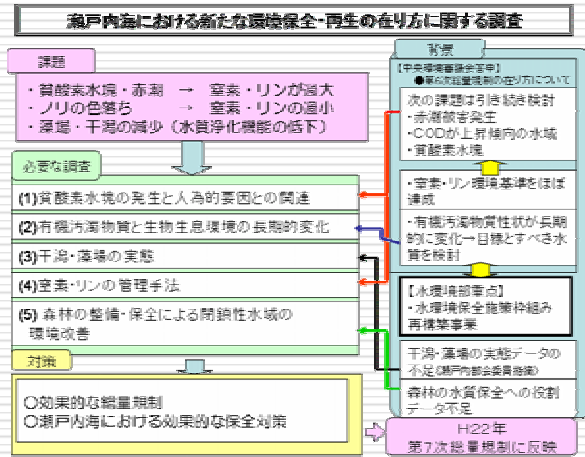 瀬戸内海における新たな環境保全・再生の在り方に関する調査
課題
・貧酸素水塊・赤潮 → 窒素・リンが過大
・ノリの色落ち → 窒素・リンの過小
・藻場・干潟の減少（水質浄化機能の低下）
必要な調査
(1)貧酸素水塊の発生と人為的要因との関連
(2)有機汚濁物質と生物生息環境の長期的変化
(3)干潟・藻場の実態
(4)窒素・リンの管理手法
(5) 森林の整備・保全による閉鎖性水域の
環境改善
対策
○効果的な総量規制
○瀬戸内海における効果的な保全対策
背景
【中央環境審議会答申】
●第6次総量規制の在り方について
次の課題は引き続き検討
・赤潮被害発生
・CODが上昇傾向の水域
・貧酸素水塊
・窒素・リン環境基準をほぼ
達成
・有機汚濁物質性状が長期
的に変化→目標とすべき水
質を検討
【水環境部重点】
・水環境保全施策枠組み
再構築事業
干潟・藻場の実態データの
不足(瀬戸内部会委員指摘)
森林の水質保全への役割
データ不足
H22年
第7次総量規制に反映